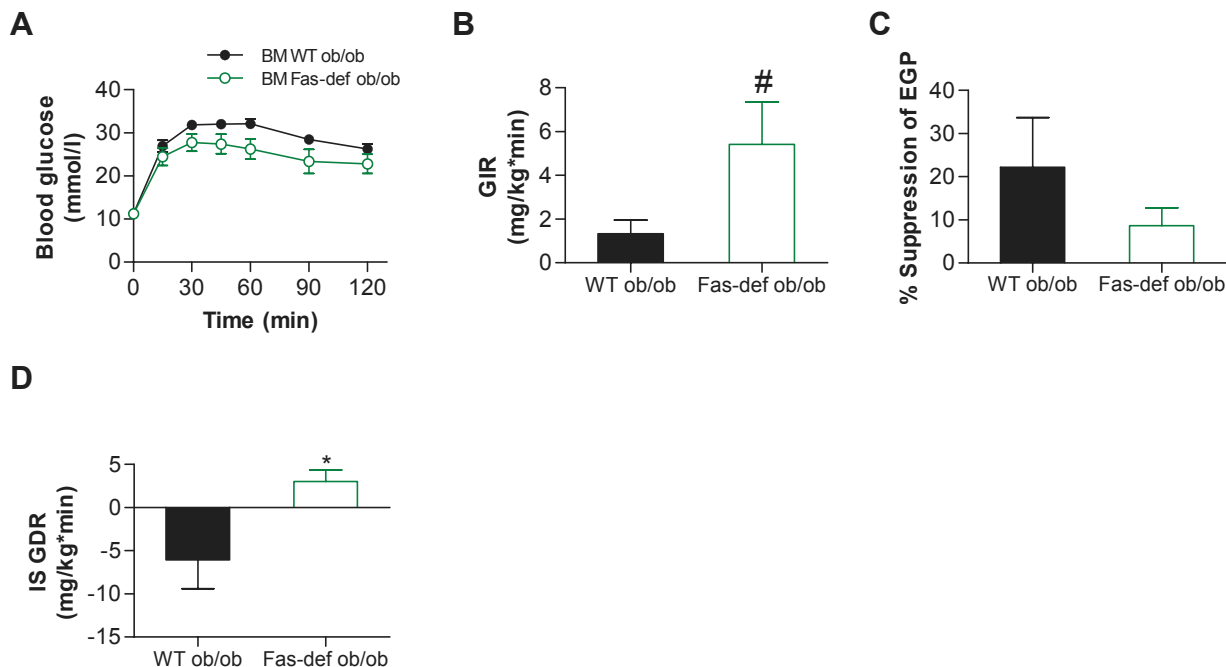 A
BM WT ob/ob
BM Fas-def ob/ob
Blood glucose
(mmol/l)
40
30
20
10
0
0 30 60 90 120
Time (min)
B
#
GIR
(mg/kg*min)
8
6
4
2
0
WT ob/ob Fas-def ob/ob
C
% Suppression of EGP
40
30
20
10
0
WT ob/ob Fas-def ob/ob
D
*
IS GDR
(mg/kg*min)
5
0
-5
-10
-15
WT ob/ob Fas-def ob/ob